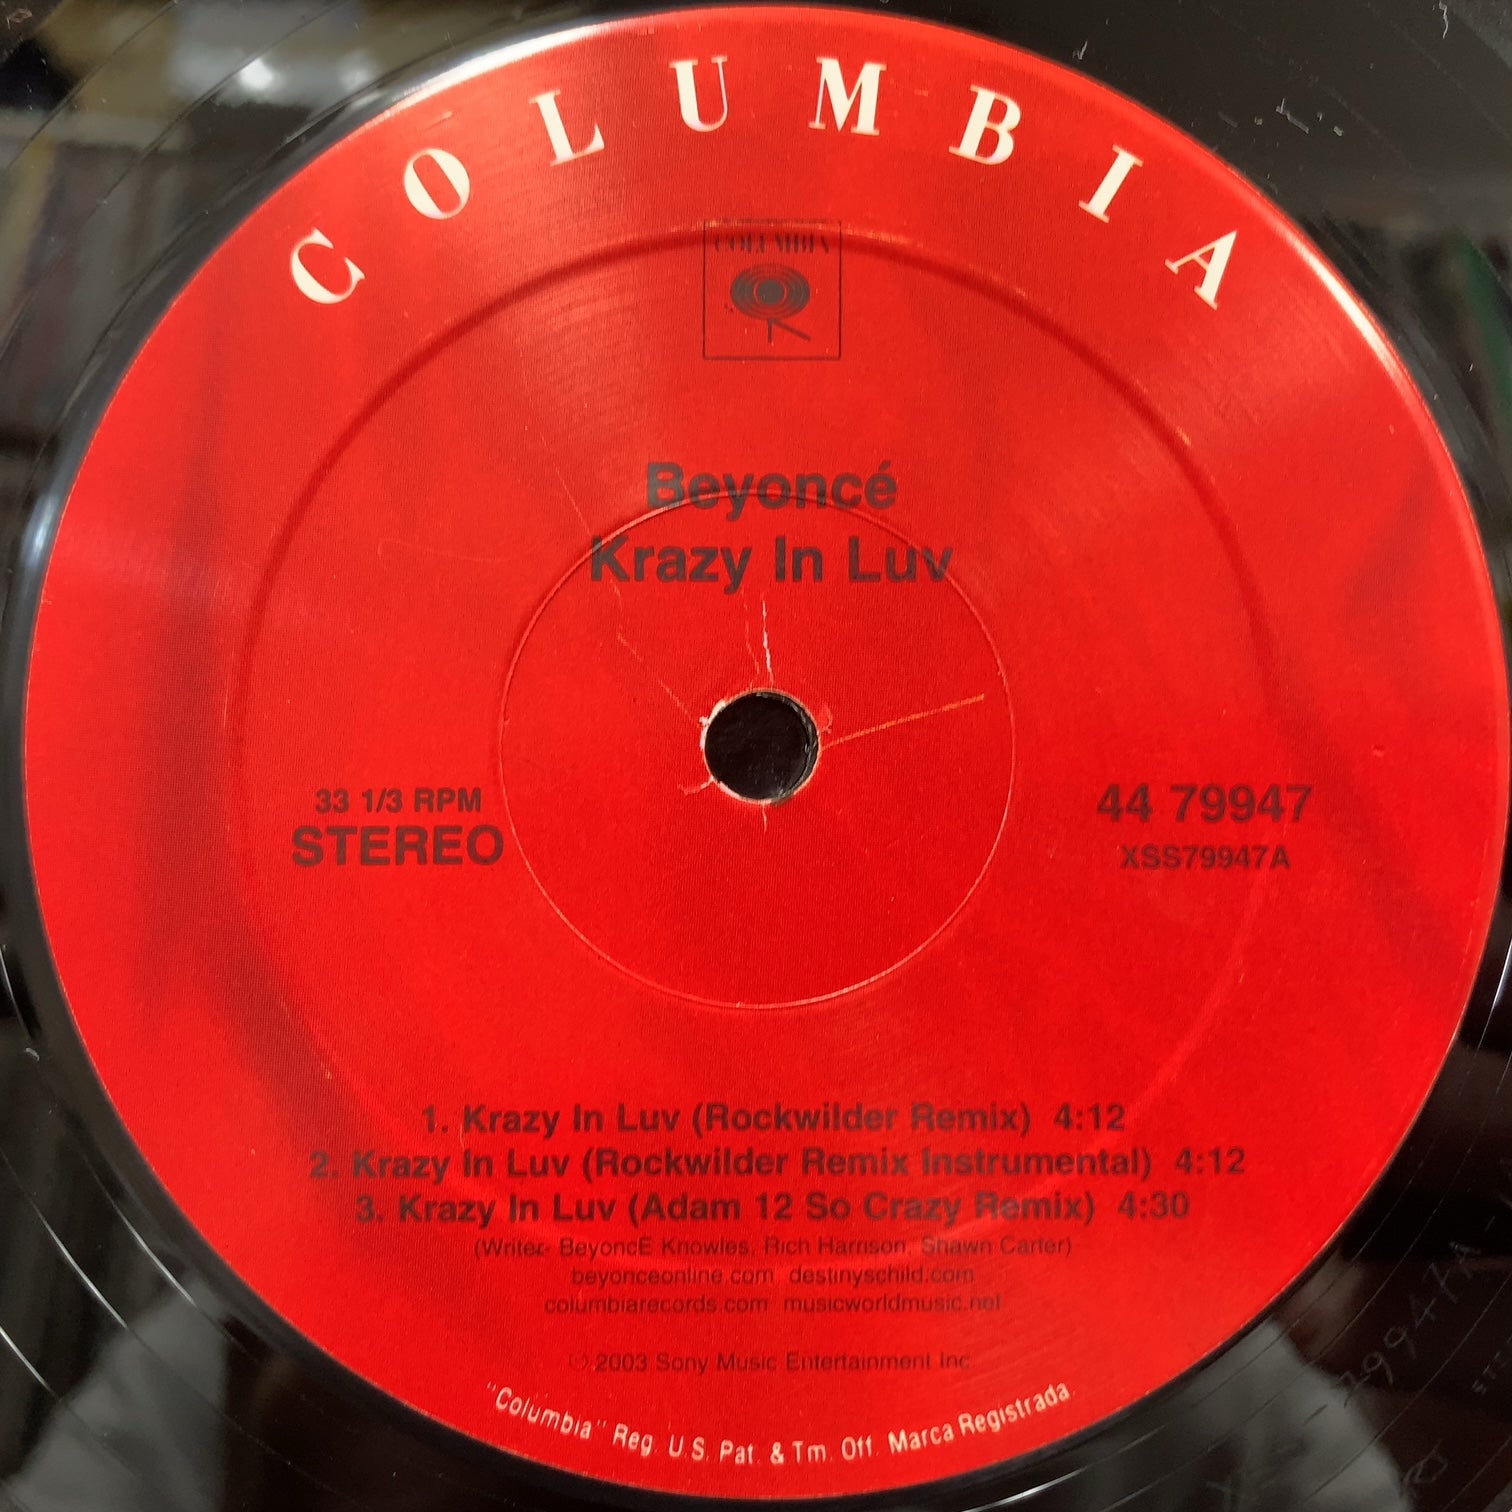 COLUMBIA
COLUMBIA
Beyoncé
Krazy In Luv
33 1/3 RPM
STEREO
44 79947
XSS79947A
1. Krazy In Luv (Rockwilder Remix) 4:12
2. Krazy In Luv (Rockwilder Remix Instrumental) 4:12
3. Krazy In Luv (Adam 12 So Crazy Remix) 4:30
(Writer- BeyoncE Knowles, Rich Harrison, Shawn Carter)
beyonceonline.com destinyschild.com
columbiarecords.com musicworldmusic.net
2003 Sony Music Entertainment Inc
"Columbia" Reg. U.S. Pat. & Tm. Off. Marca Registrada.